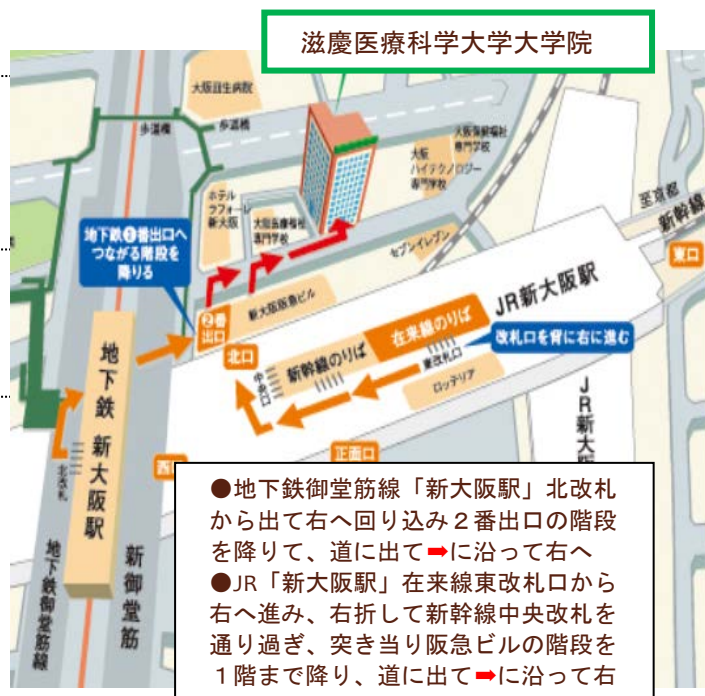 滋慶医療科学大学大学院
大阪回生病院
歩道橋
歩道橋
大阪保健福祉
専門学校
大阪
ハイテクノロジー
専門学校
ホテル
ラフォーレ
新大阪
大阪医療福祉
専門学校
至京都
新幹線
東口
地下鉄❷番出口へ
つながる階段を
降りる
セブンイレブン
新大阪阪急ビル
❷番
出口
北口
JR新大阪駅
在来線のりば
新幹線のりば
中央口
東改札口
改札口を背に右に進む
ロッテリア
地下鉄 新大阪駅
北改札
正面口
JR新大阪
地下鉄御堂筋線
新御堂筋
●地下鉄御堂筋線「新大阪駅」北改札
から出て右へ回り込み２番出口の階段
を降りて、道に出て➡に沿って右へ
●JR「新大阪駅」在来線東改札口から
右へ進み、右折して新幹線中央改札を
通り過ぎ、突き当り阪急ビルの階段を
１階まで降り、道に出て➡に沿って右